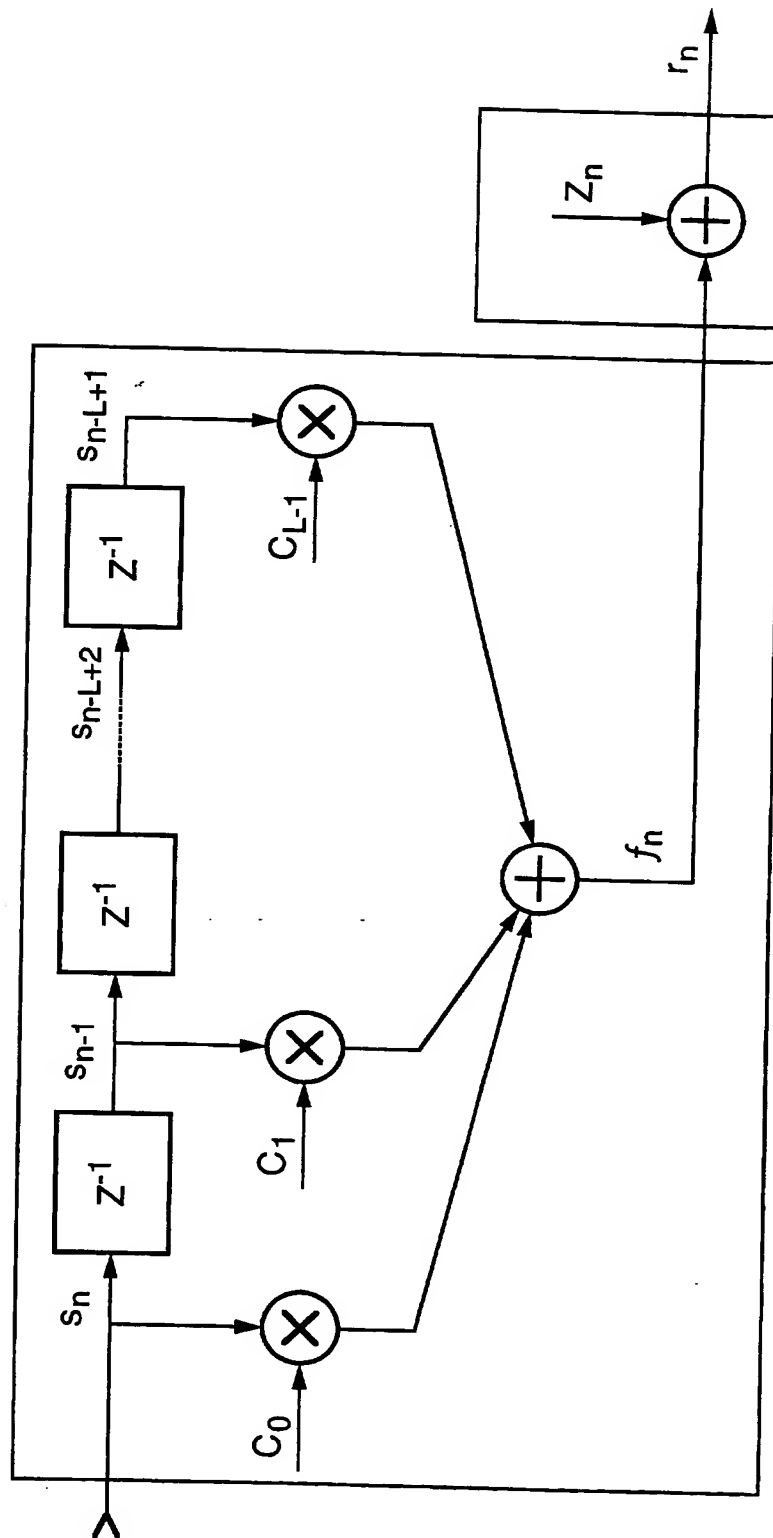 s_n
Z^-1
s_n-1
Z^-1
s_n-L+2
Z^-1
s_n-L+1
C_0
C_1
C_L-1
f_n
Z_n
r_n